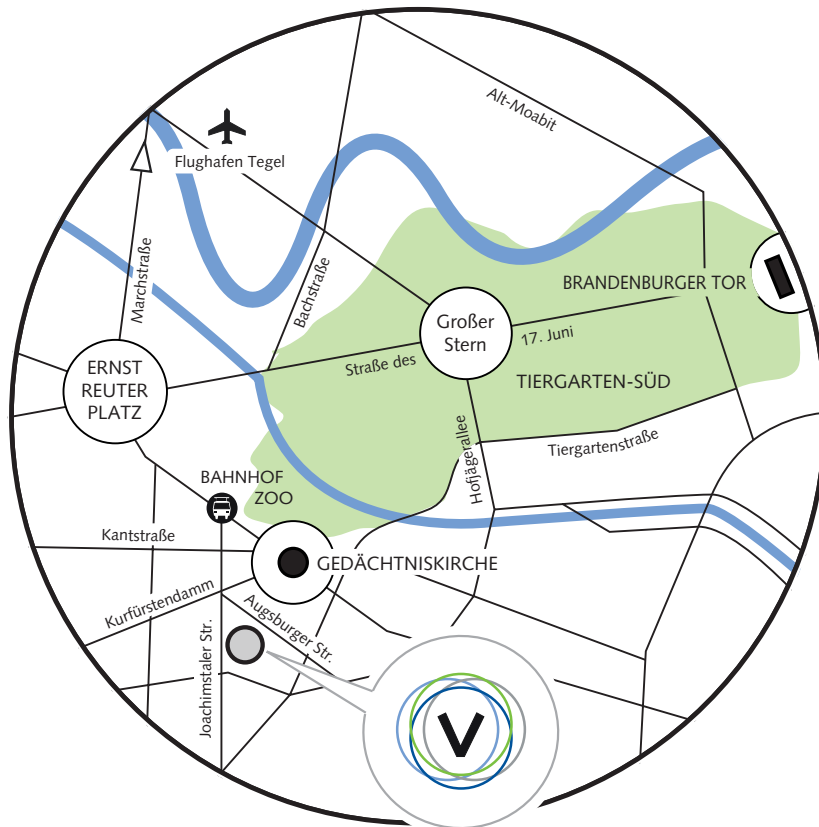 Alt-Moabit
Flughafen Tegel
Marchstraße
Bachstraße
BRANDENBURGER TOR
Großer
Stern
17. Juni
Straße des
ERNST
REUTER
PLATZ
TIERGARTEN-SÜD
Hofjägerallee
Tiergartenstraße
BAHNHOF
ZOO
Kantstraße
GEDÄCHTNISKIRCHE
Kurfürstendamm
Augsburger Str.
Joachimstaler Str.
V